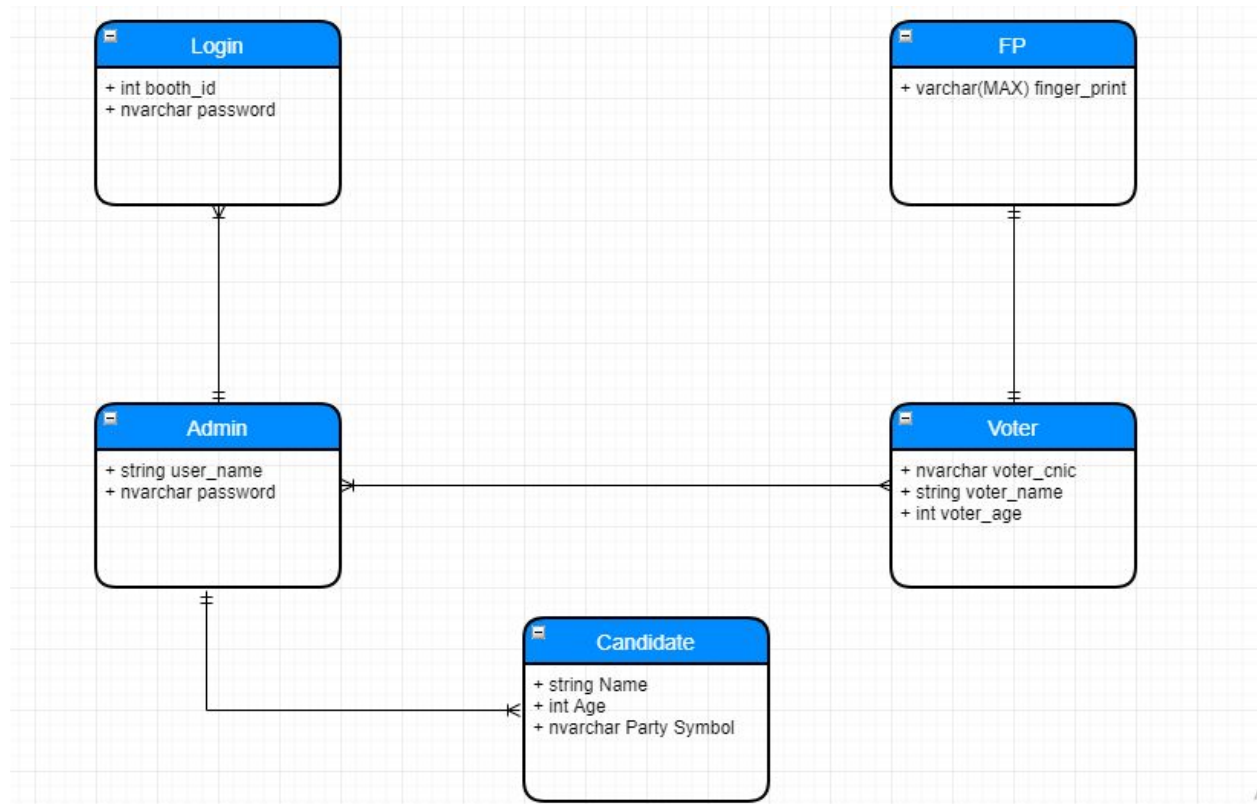 Login
+ int booth_id
+ nvarchar password
FP
+ varchar(MAX) finger_print
Admin
+ string user_name
+ nvarchar password
Voter
+ nvarchar voter_cnic
+ string voter_name
+ int voter_age
Candidate
+ string Name
+ int Age
+ nvarchar Party Symbol